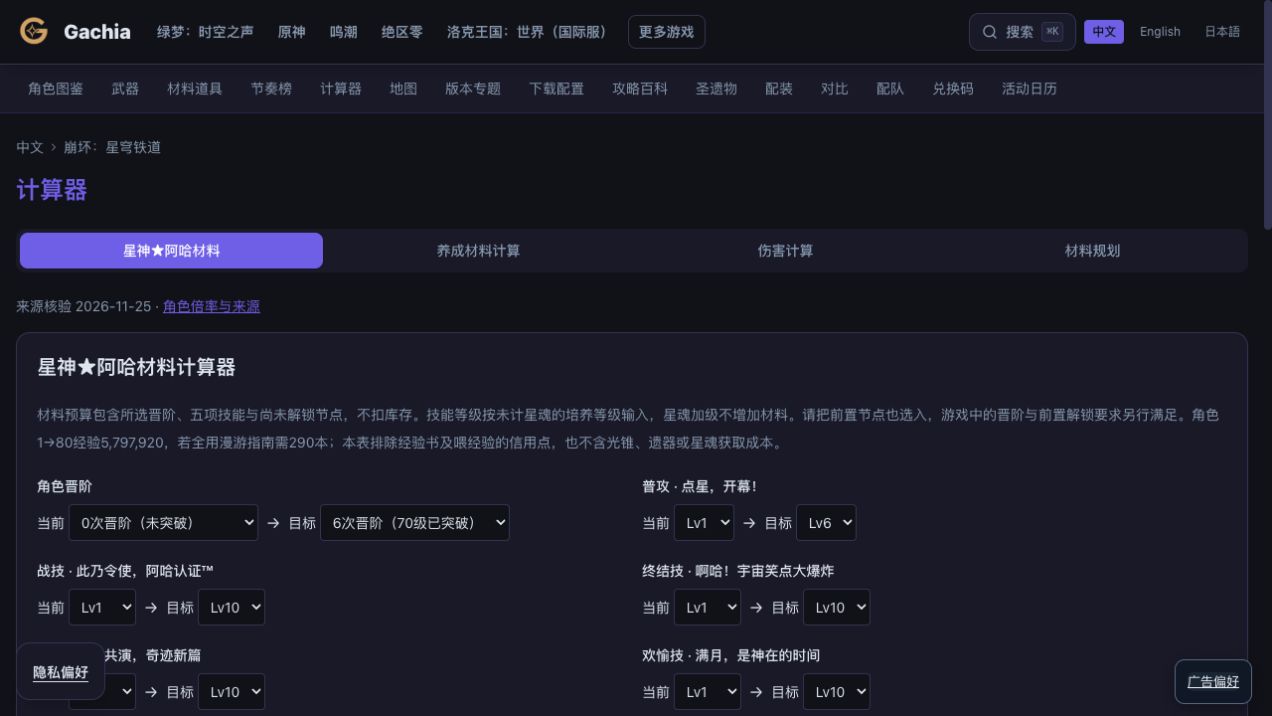 Gachia 绿梦：时空之声 原神 鸣潮 绝区零 洛克王国：世界（国际服） 更多游戏 搜索 ⌘K 中文 English 日本語
角色图鉴 武器 材料道具 节奏榜 计算器 地图 版本专题 下载配置 攻略百科 圣遗物 配装 对比 配队 兑换码 活动日历
中文 › 崩坏：星穹铁道
计算器
星神★阿哈材料 养成材料计算 伤害计算 材料规划
来源核验 2026-11-25 · 角色倍率与来源
星神★阿哈材料计算器
材料预算包含所选晋阶、五项技能与尚未解锁节点，不扣库存。技能等级按未计星魂的培养等级输入，星魂加级不增加材料。请把前置节点也选入，游戏中的晋阶与前置解锁要求另行满足。角色
1→80经验5,797,920，若全用漫游指南需290本；本表排除经验书及喂经验的信用点，也不含光锥、遗器或星魂获取成本。
角色晋阶
当前 0次晋阶（未突破） → 目标 6次晋阶（70级已突破）
普攻 · 点星，开幕！
当前 Lv1 → 目标 Lv6
战技 · 此乃令使，阿哈认证™
当前 Lv1 → 目标 Lv10
终结技 · 啊哈！宇宙笑点大爆炸
当前 Lv1 → 目标 Lv10
共演，奇迹新篇
→ 目标 Lv10
欢愉技 · 满月，是神在的时间
当前 Lv1 → 目标 Lv10
隐私偏好
广告偏好